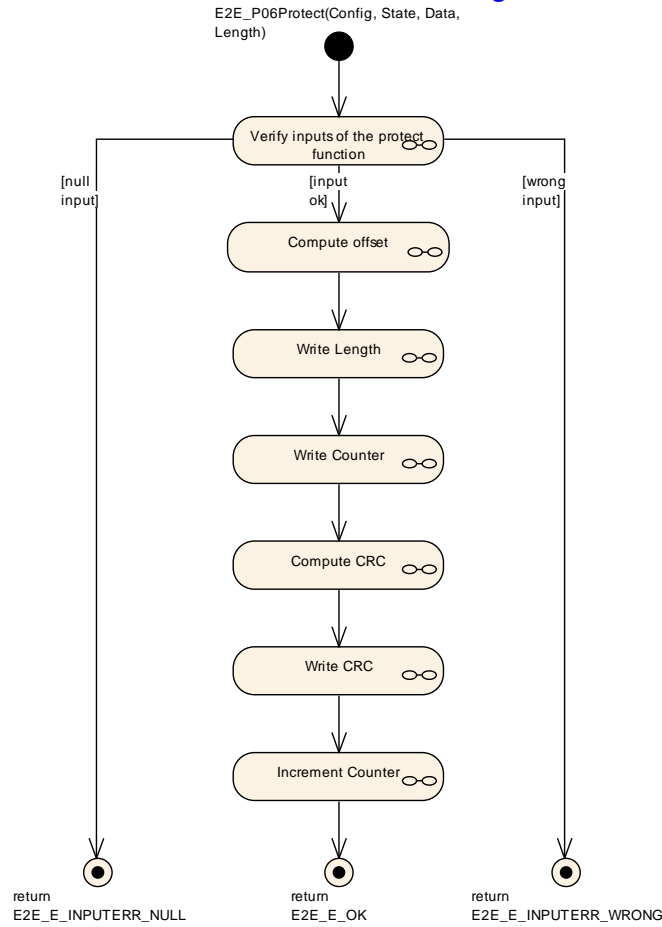 E2E_P06Protect(Config, State, Data,
Length)
Verify inputs of the protect
function
[null
input]
[input
ok]
[wrong
input]
Compute offset
Write Length
Write Counter
Compute CRC
Write CRC
Increment Counter
return
E2E_E_INPUTERR_NULL
return
E2E_E_OK
return
E2E_E_INPUTERR_WRONG